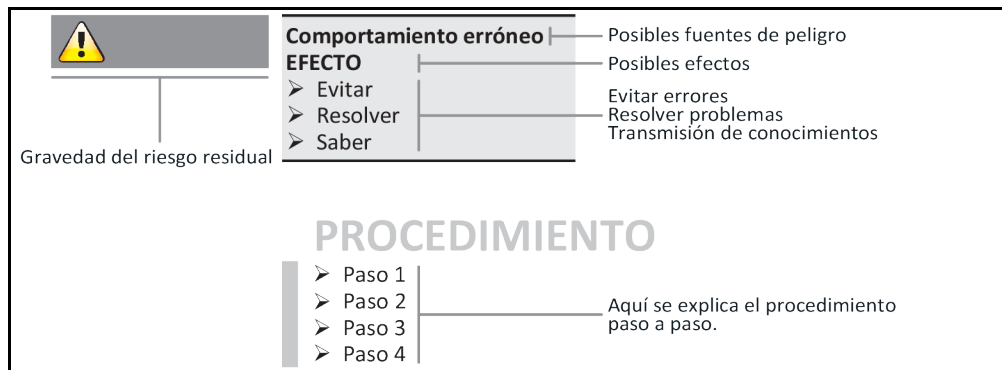 Comportamiento erróneo
Posibles fuentes de peligro
EFECTO
Posibles efectos
➢ Evitar
➢ Resolver
➢ Saber
Evitar errores
Resolver problemas
Transmisión de conocimientos
Gravedad del riesgo residual
PROCEDIMIENTO
➢ Paso 1
➢ Paso 2
➢ Paso 3
➢ Paso 4
Aquí se explica el procedimiento
paso a paso.